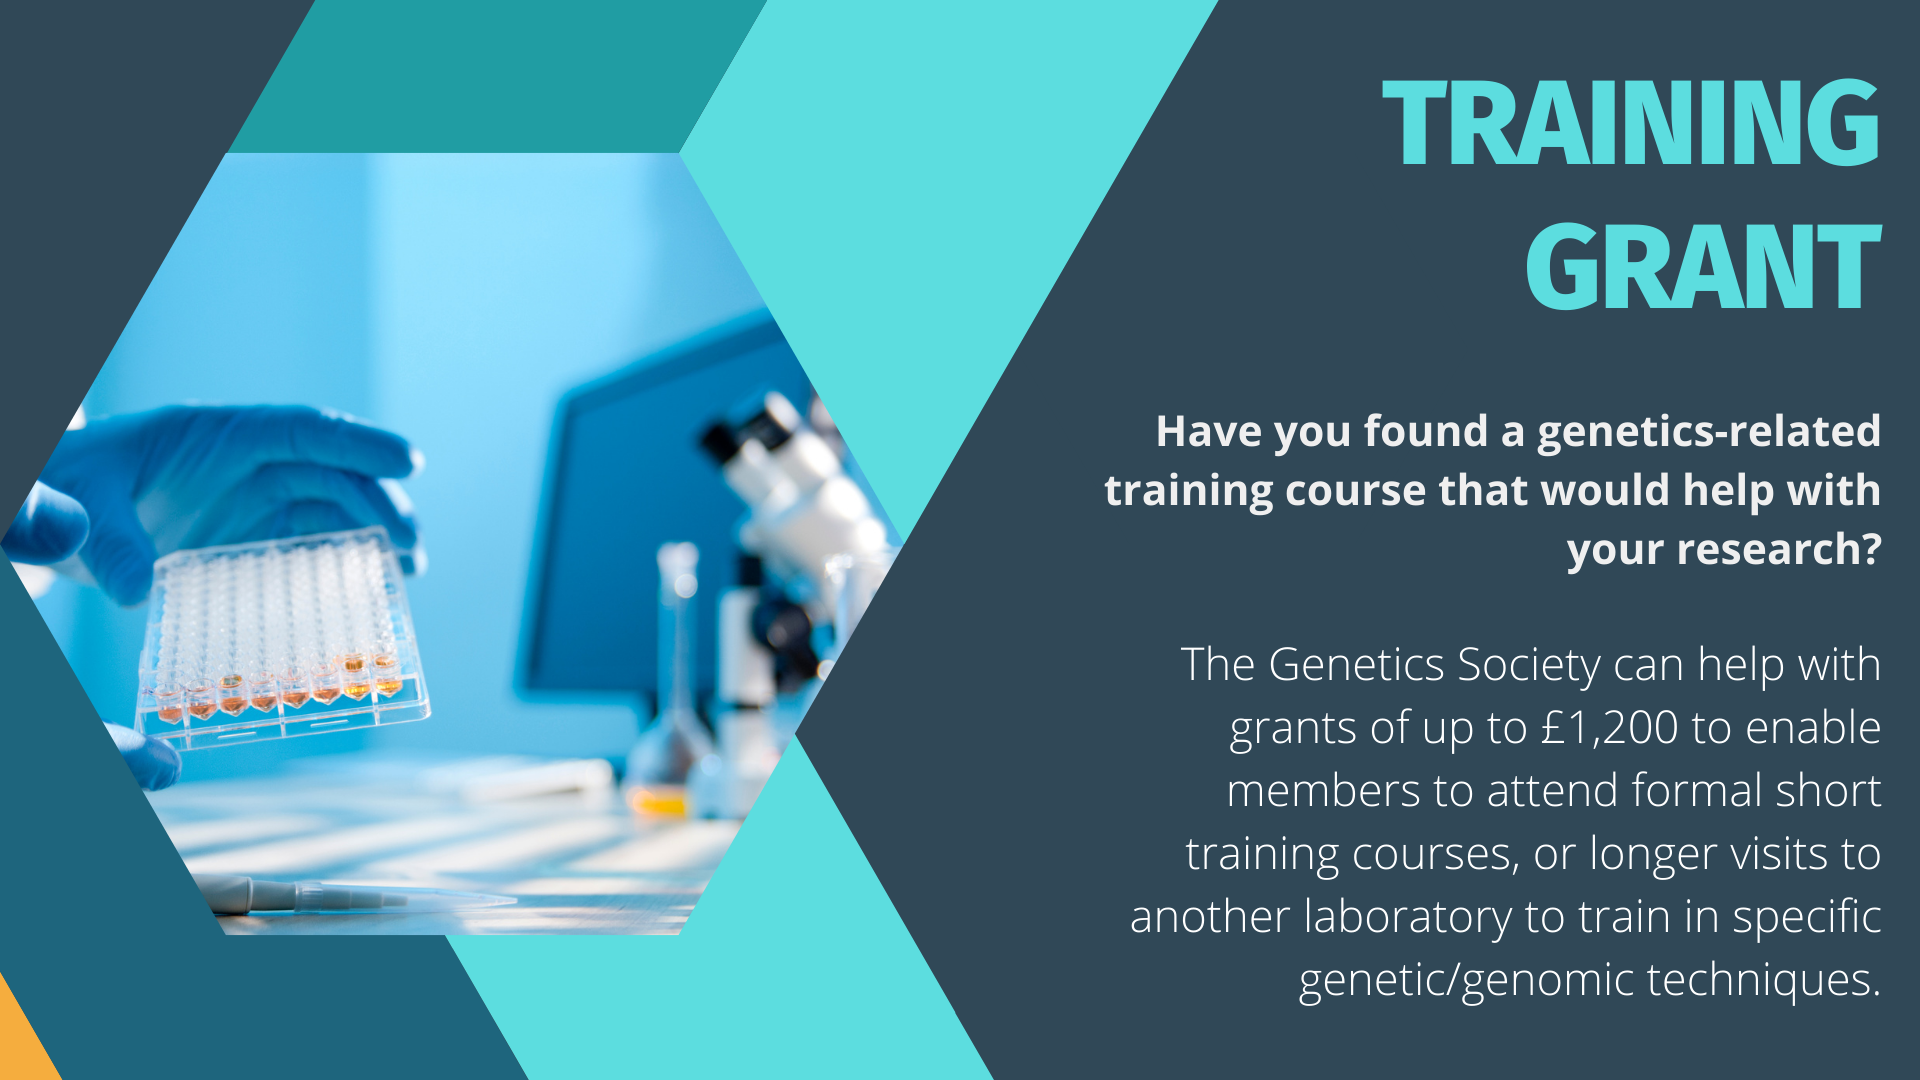 TRAINING
GRANT
Have you found a genetics-related
training course that would help with
your research?
The Genetics Society can help with
grants of up to £1,200 to enable
members to attend formal short
training courses, or longer visits to
another laboratory to train in specific
genetic/genomic techniques.